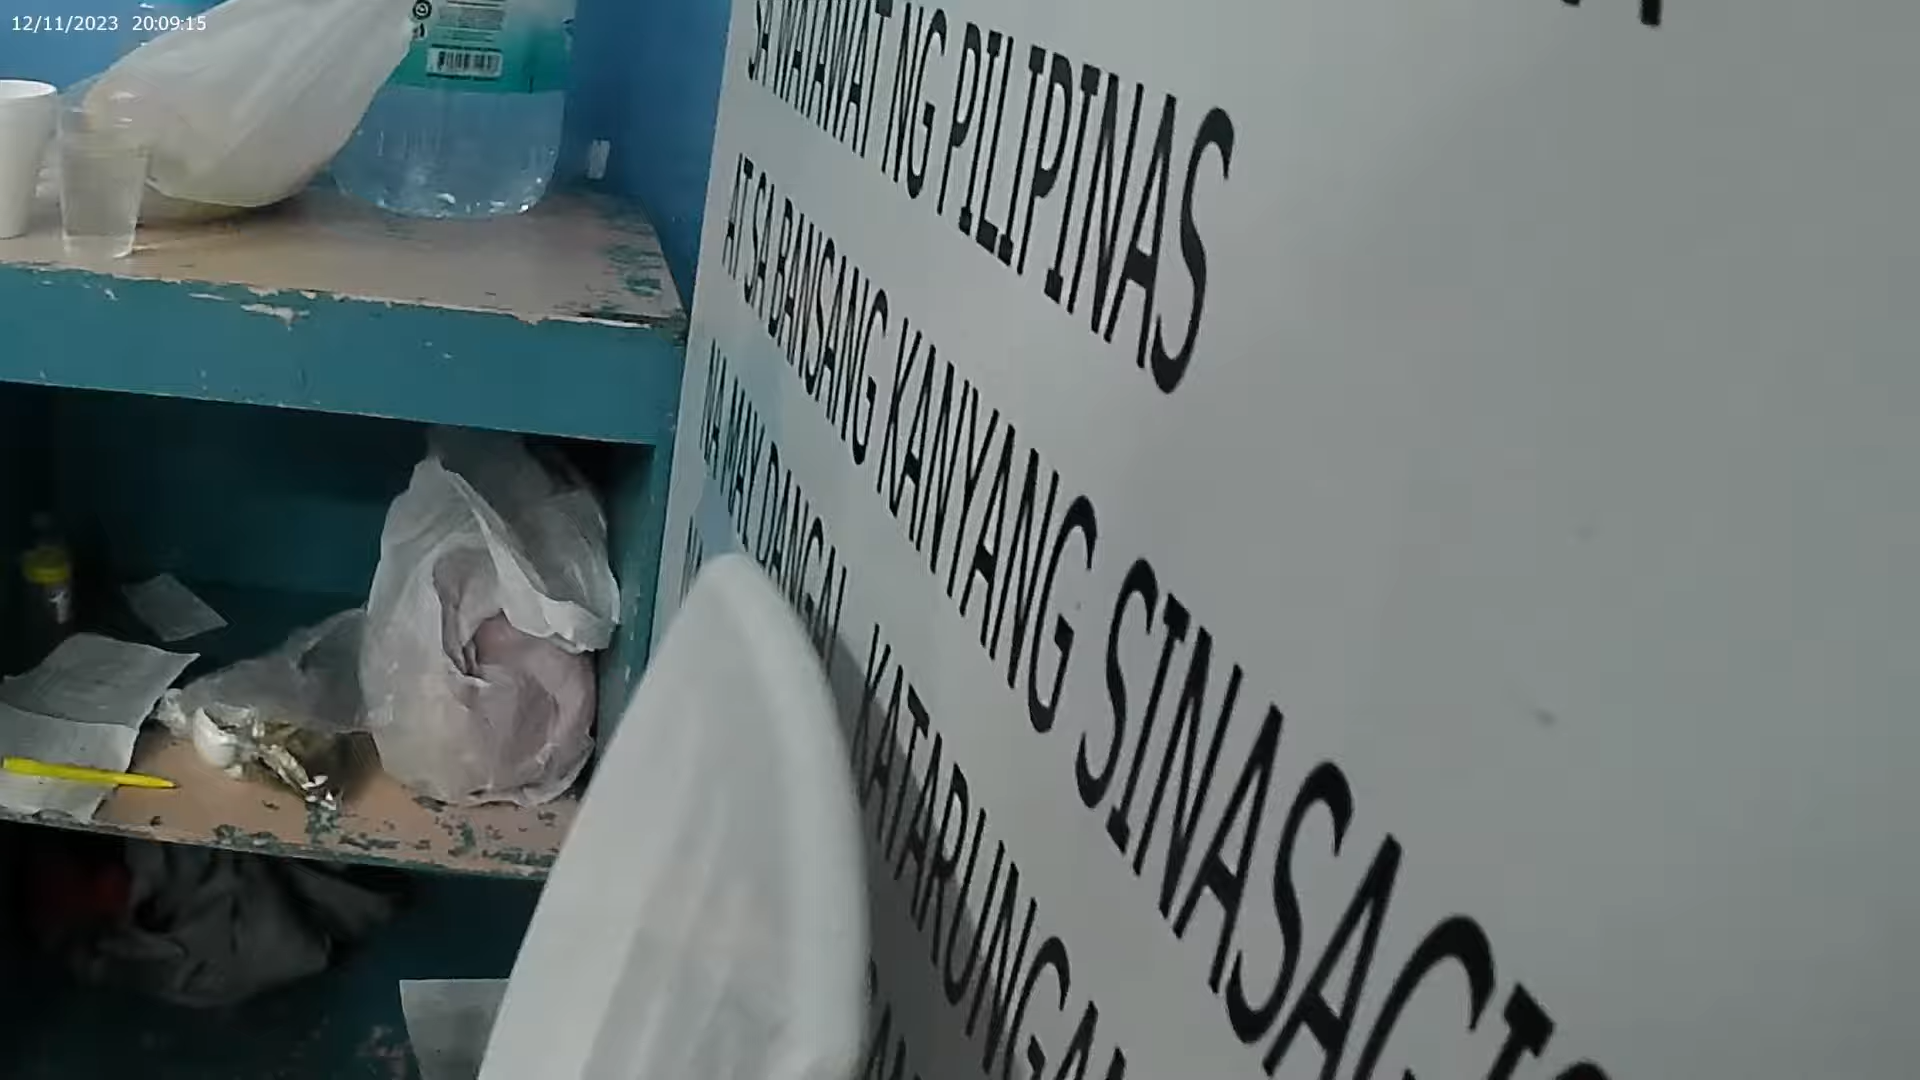 12/11/2023 20:09:15
SA WATAWAT NG PILIPINAS
AT SA BANSANG KANYANG SINASAGI
NA MAY DANGAL KATARUNGAN